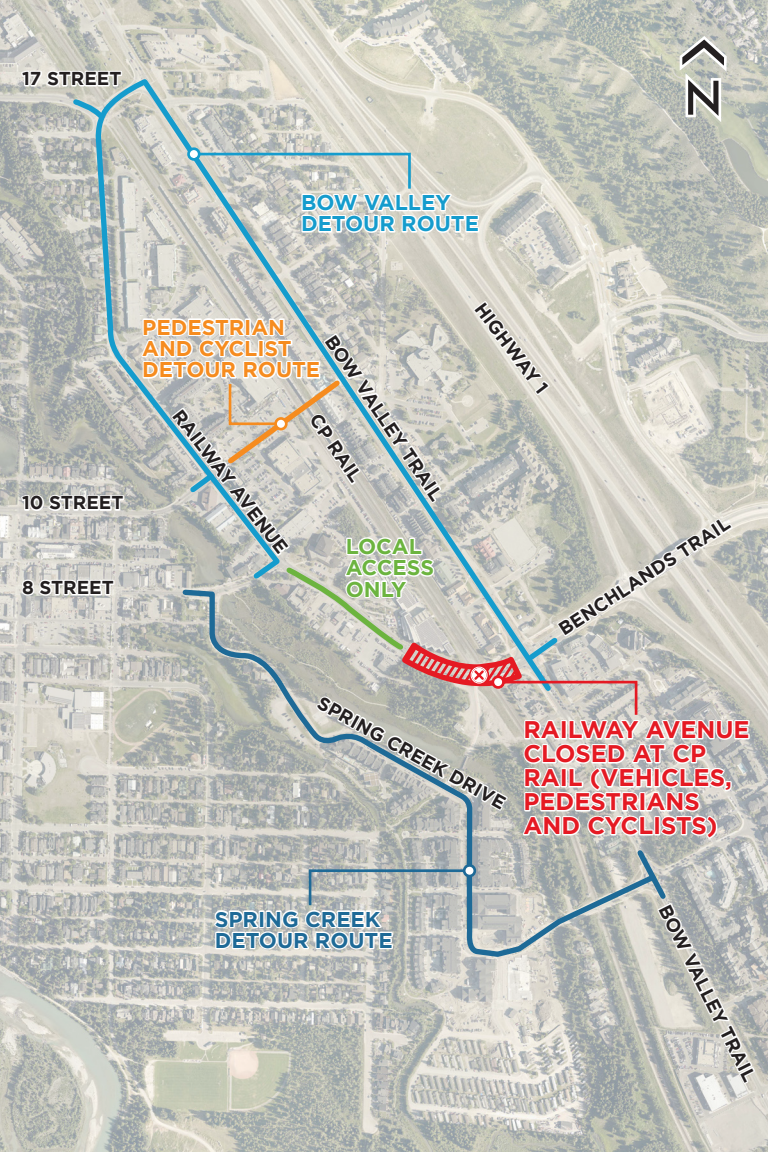 17 STREET
N
BOW VALLEY
DETOUR ROUTE
HIGHWAY 1
PEDESTRIAN
AND CYCLIST
DETOUR ROUTE
BOW VALLEY TRAIL
CP RAIL
RAILWAY AVENUE
10 STREET
LOCAL
ACCESS
ONLY
BENCHLANDS TRAIL
8 STREET
SPRING CREEK DRIVE
RAILWAY AVENUE
CLOSED AT CP
RAIL (VEHICLES,
PEDESTRIANS
AND CYCLISTS)
SPRING CREEK
DETOUR ROUTE
BOW VALLEY TRAIL